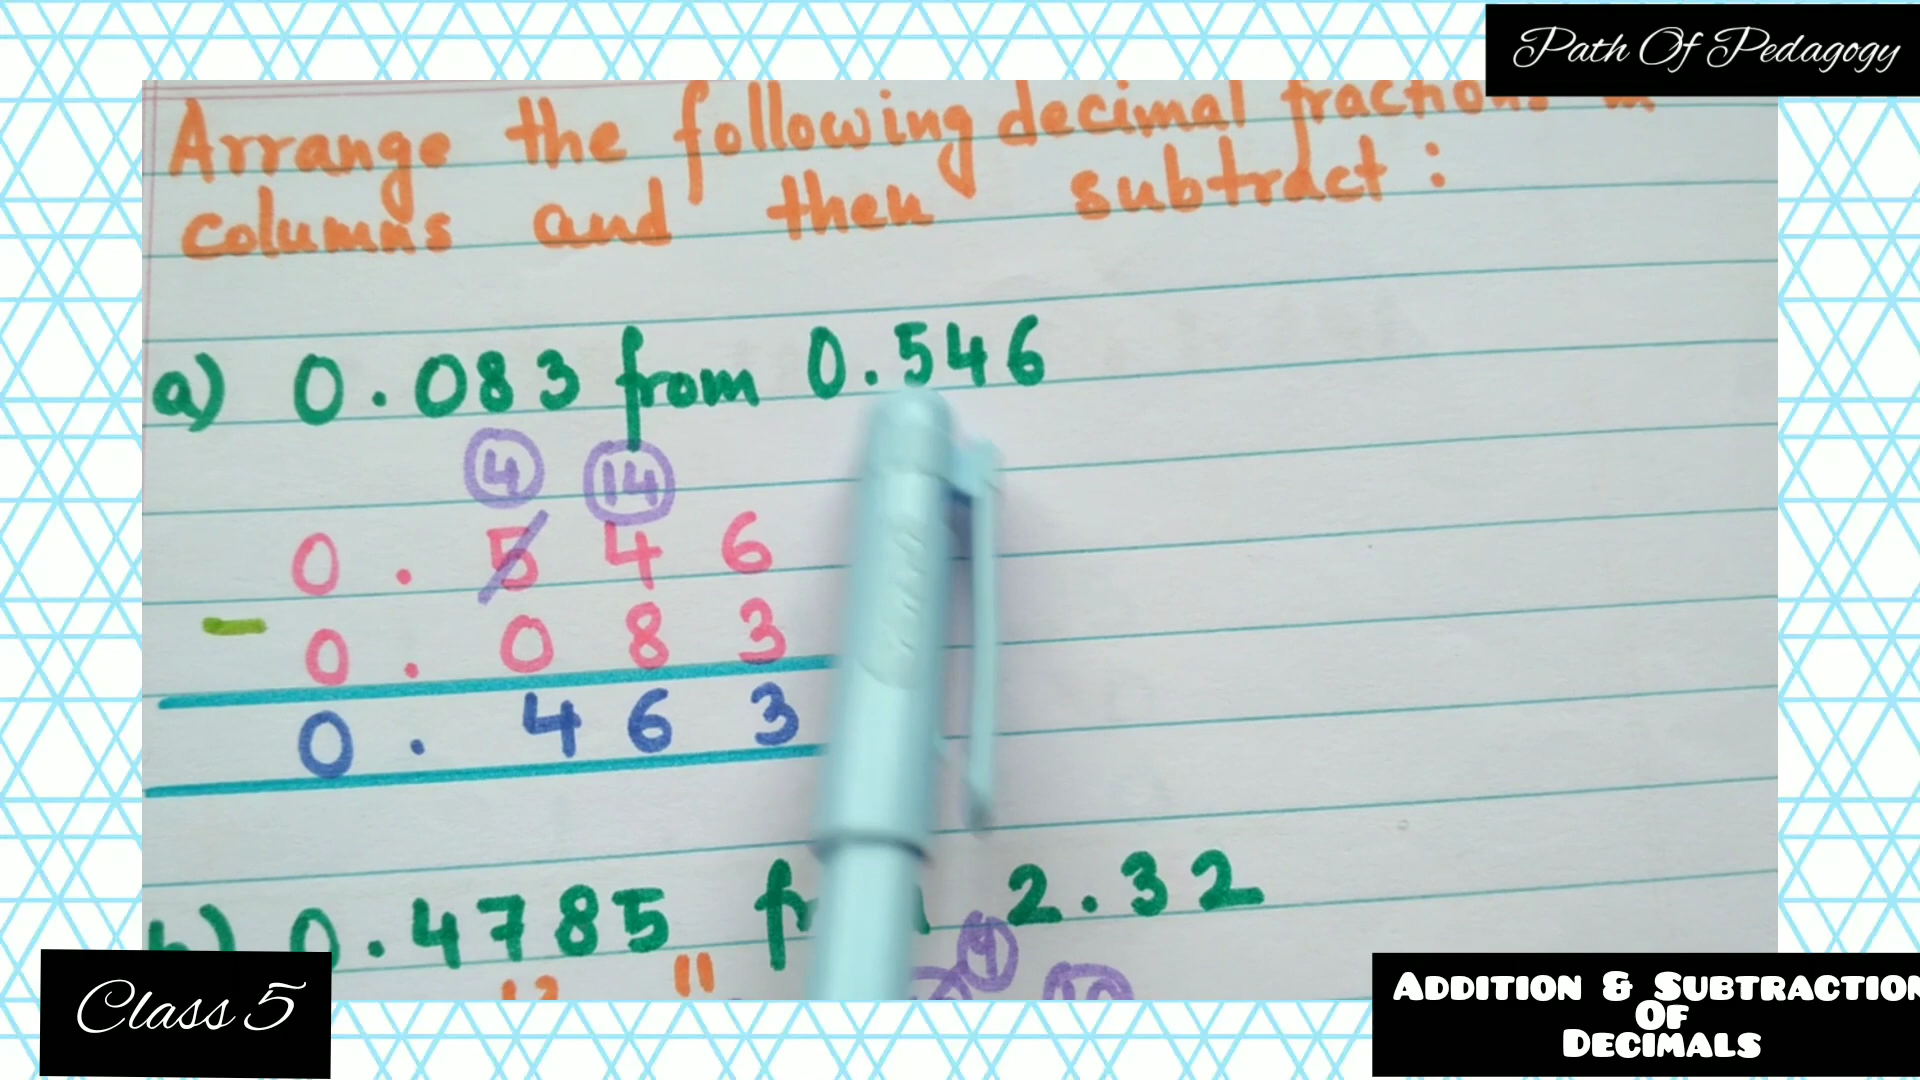 Path Of Pedagogy
Arrange the following decimal fractions in
columns and then subtract :
a) 0.083 from 0.546
4 14
0 . 5 4 6
- 0 . 0 8 3
0 . 4 6 3
b) 0.4785 2.32
11
Class 5
ADDITION & SUBTRACTION
OF
DECIMALS